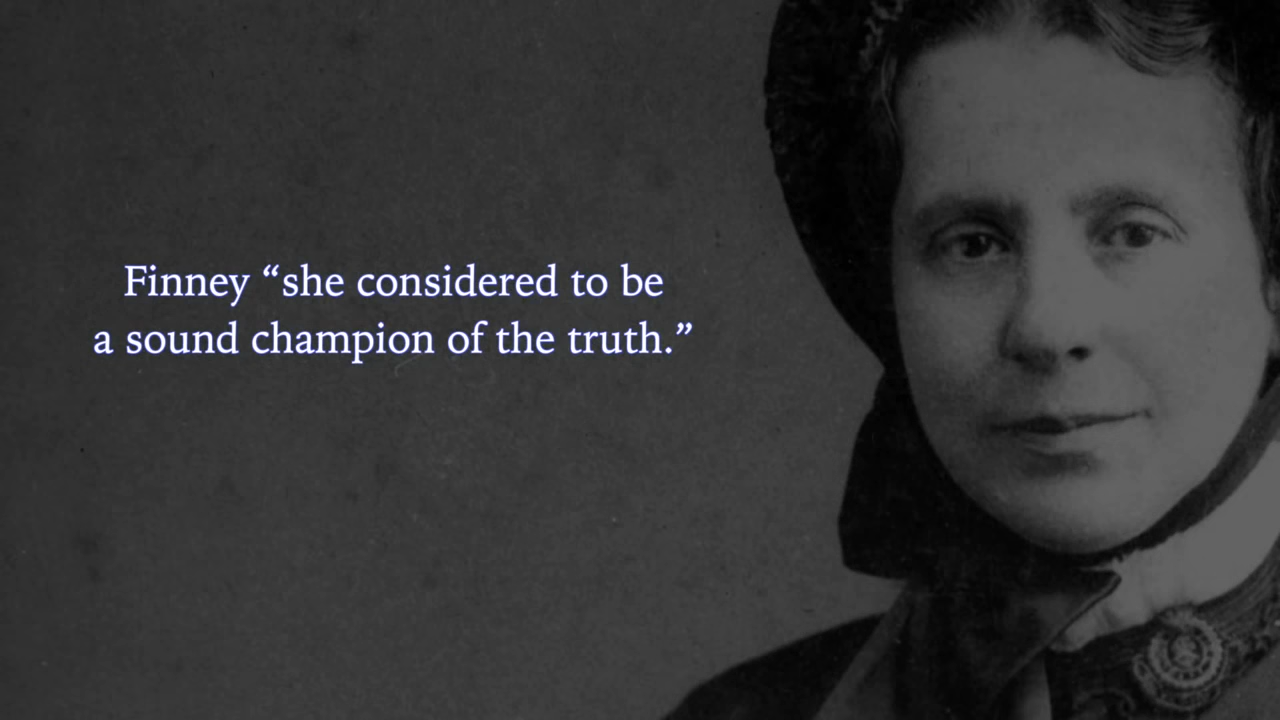 Finney “she considered to be
a sound champion of the truth.”